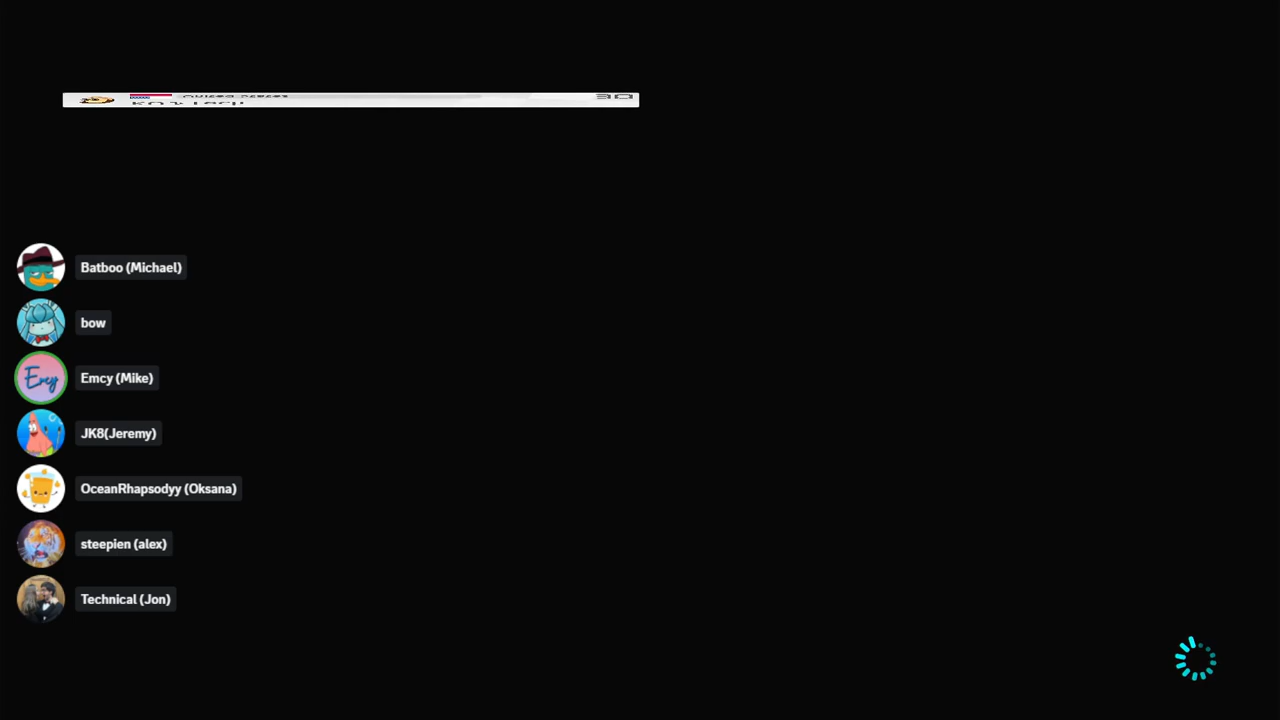 Batboo (Michael)
bow
Emcy (Mike)
JK8(Jeremy)
OceanRhapsodyy (Oksana)
steepien (alex)
Technical (Jon)